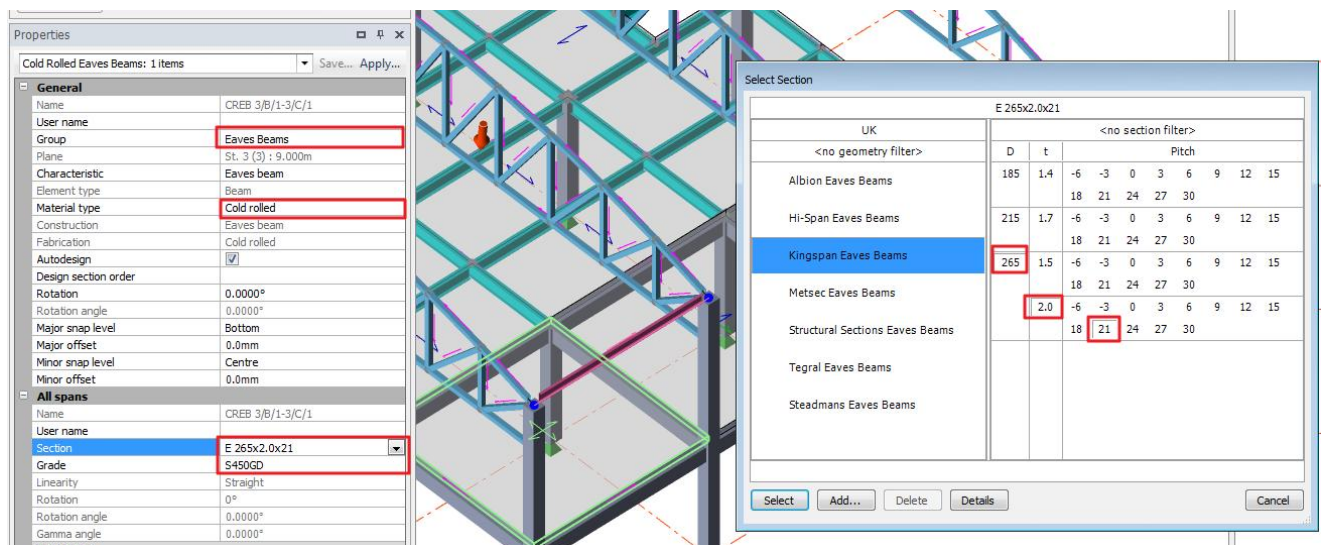 Properties
Cold Rolled Eaves Beams: 1 items Save... Apply...
General
Name CREB 3/B/1-3/C/1
User name
Group Eaves Beams
Plane St. 3 (3) : 9.000m
Characteristic Eaves beam
Element type Beam
Material type Cold rolled
Construction Eaves beam
Fabrication Cold rolled
Autodesign
Design section order
Rotation 0.0000°
Rotation angle 0.0000°
Major snap level Bottom
Major offset 0.0mm
Minor snap level Centre
Minor offset 0.0mm
All spans
Name CREB 3/B/1-3/C/1
User name
Section E 265x2.0x21
Grade S450GD
Linearity Straight
Rotation 0°
Rotation angle 0.0000°
Gamma angle 0.0000°
Select Section
E 265x2.0x21
UK <no section filter>
<no geometry filter> D t Pitch
Albion Eaves Beams
Hi-Span Eaves Beams
Kingspan Eaves Beams
Metsec Eaves Beams
Structural Sections Eaves Beams
Tegral Eaves Beams
Steadmans Eaves Beams
185 1.4 -6 -3 0 3 6 9 12 15
18 21 24 27 30
215 1.7 -6 -3 0 3 6 9 12 15
18 21 24 27 30
265 1.5 -6 -3 0 3 6 9 12 15
18 21 24 27 30
2.0 -6 -3 0 3 6 9 12 15
18 21 24 27 30
Select Add... Delete Details Cancel